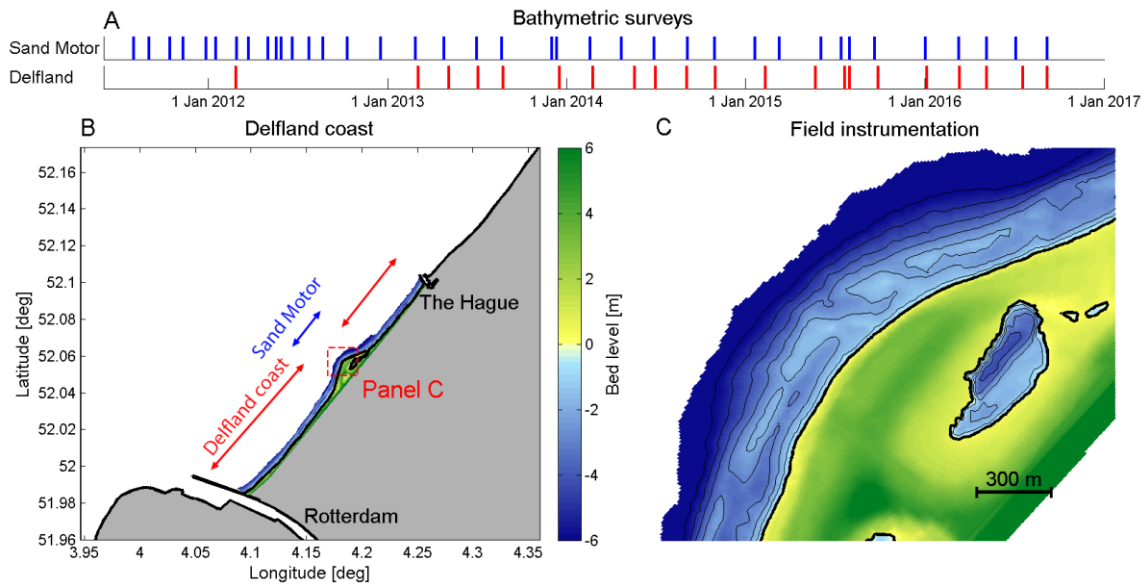 A
Bathymetric surveys
Sand Motor
Delfland
1 Jan 2012
1 Jan 2013
1 Jan 2014
1 Jan 2015
1 Jan 2016
1 Jan 2017
B
Delfland coast
C
Field instrumentation
52.16
52.14
52.12
52.1
52.08
52.06
52.04
52.02
52
51.98
51.96
Latitude [deg]
The Hague
Sand Motor
Panel C
Delfland coast
Rotterdam
3.95
4
4.05
4.1
4.15
4.2
4.25
4.3
4.35
Longitude [deg]
6
4
2
0
-2
-4
-6
Bed level [m]
300 m